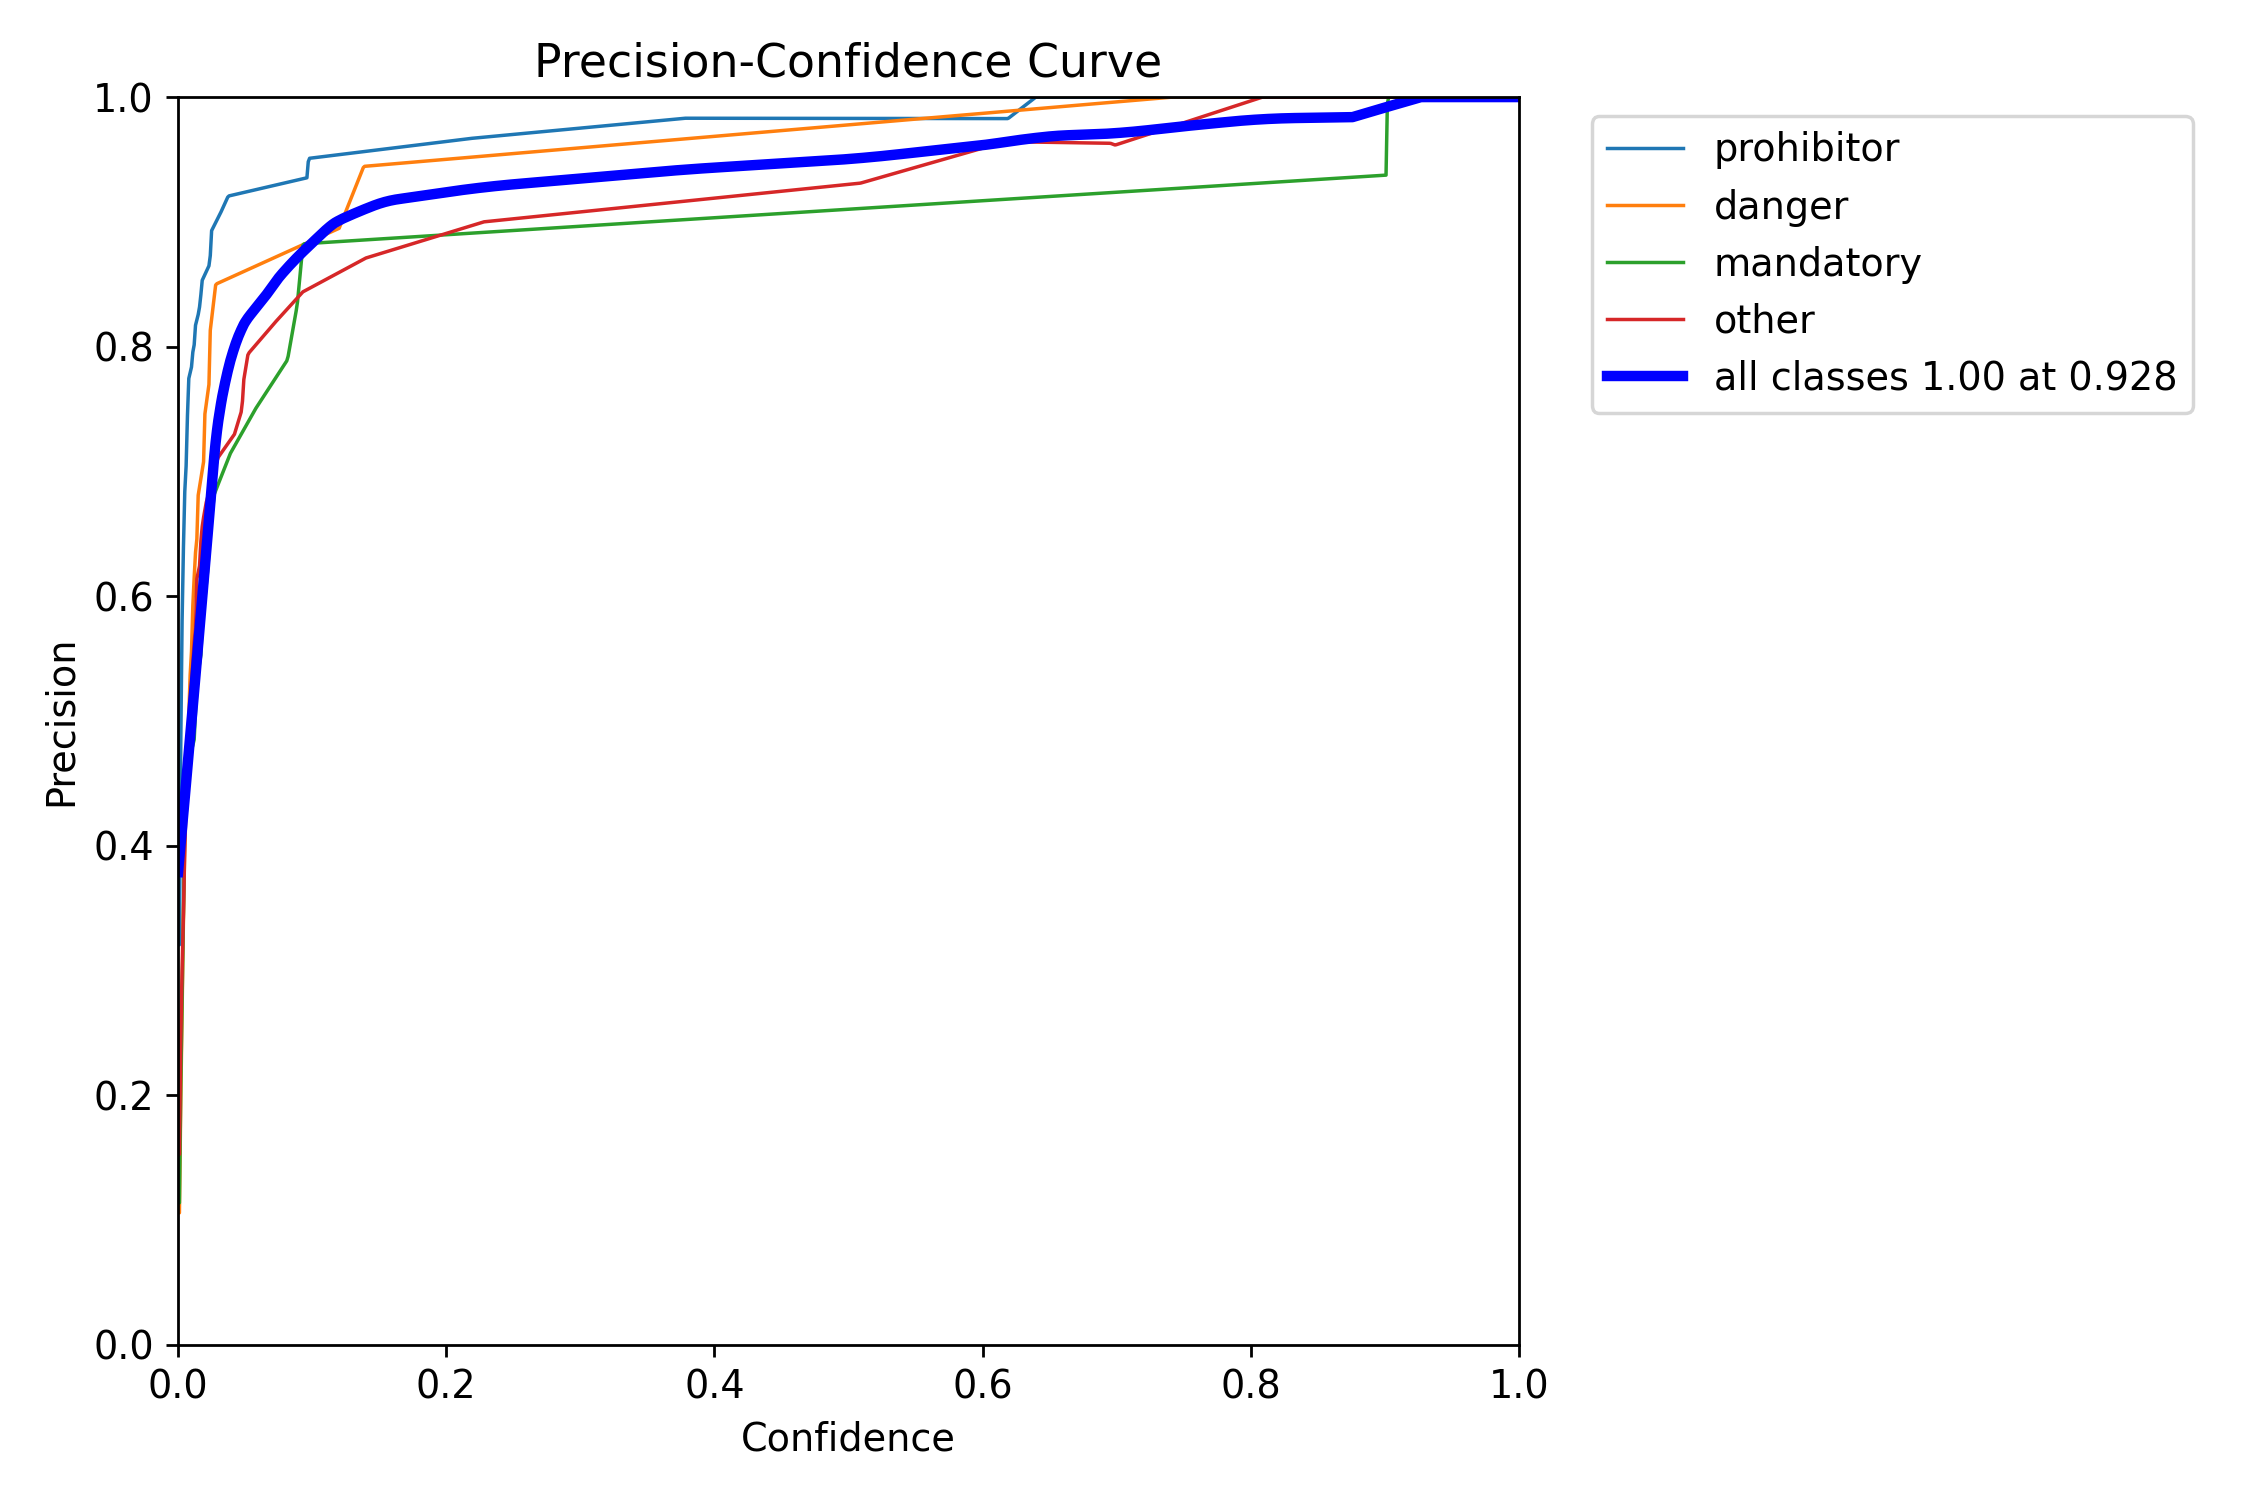 Precision-Confidence Curve
1.0
0.8
0.6
0.4
0.2
0.0
Precision
0.0 0.2 0.4 0.6 0.8 1.0
Confidence
prohibitor
danger
mandatory
other
all classes 1.00 at 0.928